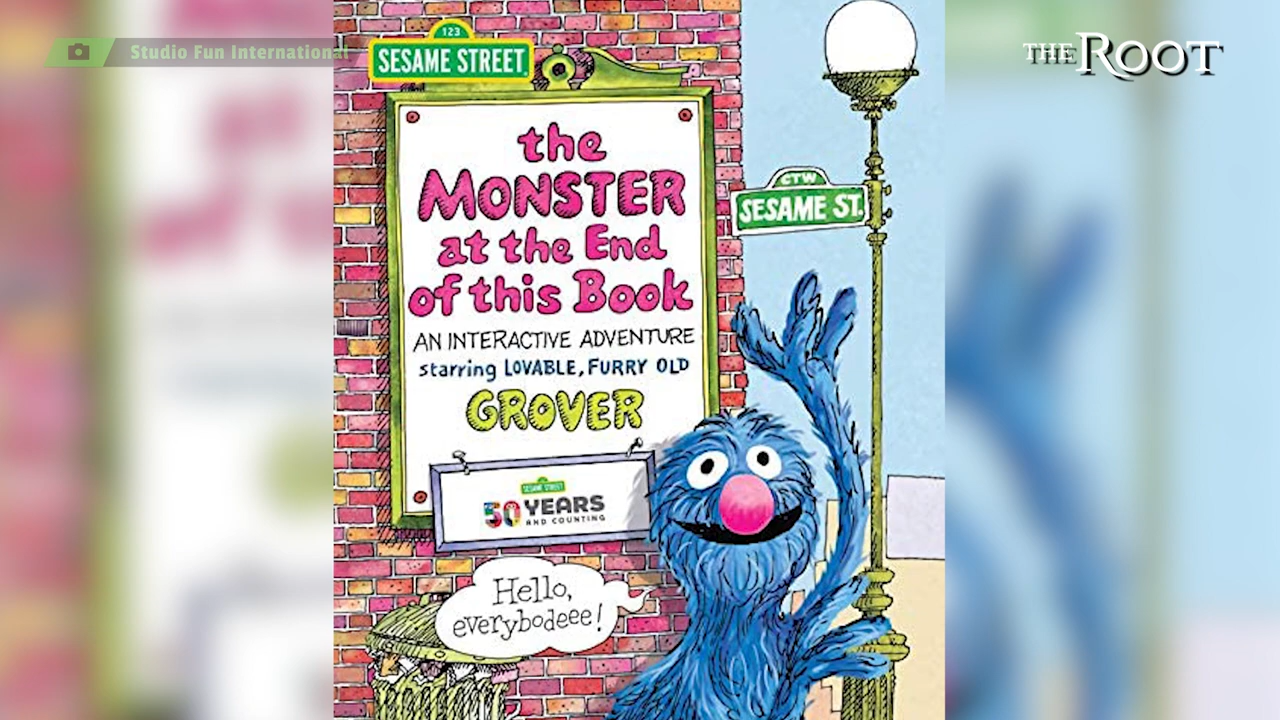 Studio Fun International
THE ROOT
123
SESAME STREET
the
MONSTER
at the End
of this Book
AN INTERACTIVE ADVENTURE
starring LOVABLE, FURRY OLD
GROVER
CTW
SESAME ST.
SESAME STREET
50 YEARS
AND COUNTING
Hello,
everybodeee!